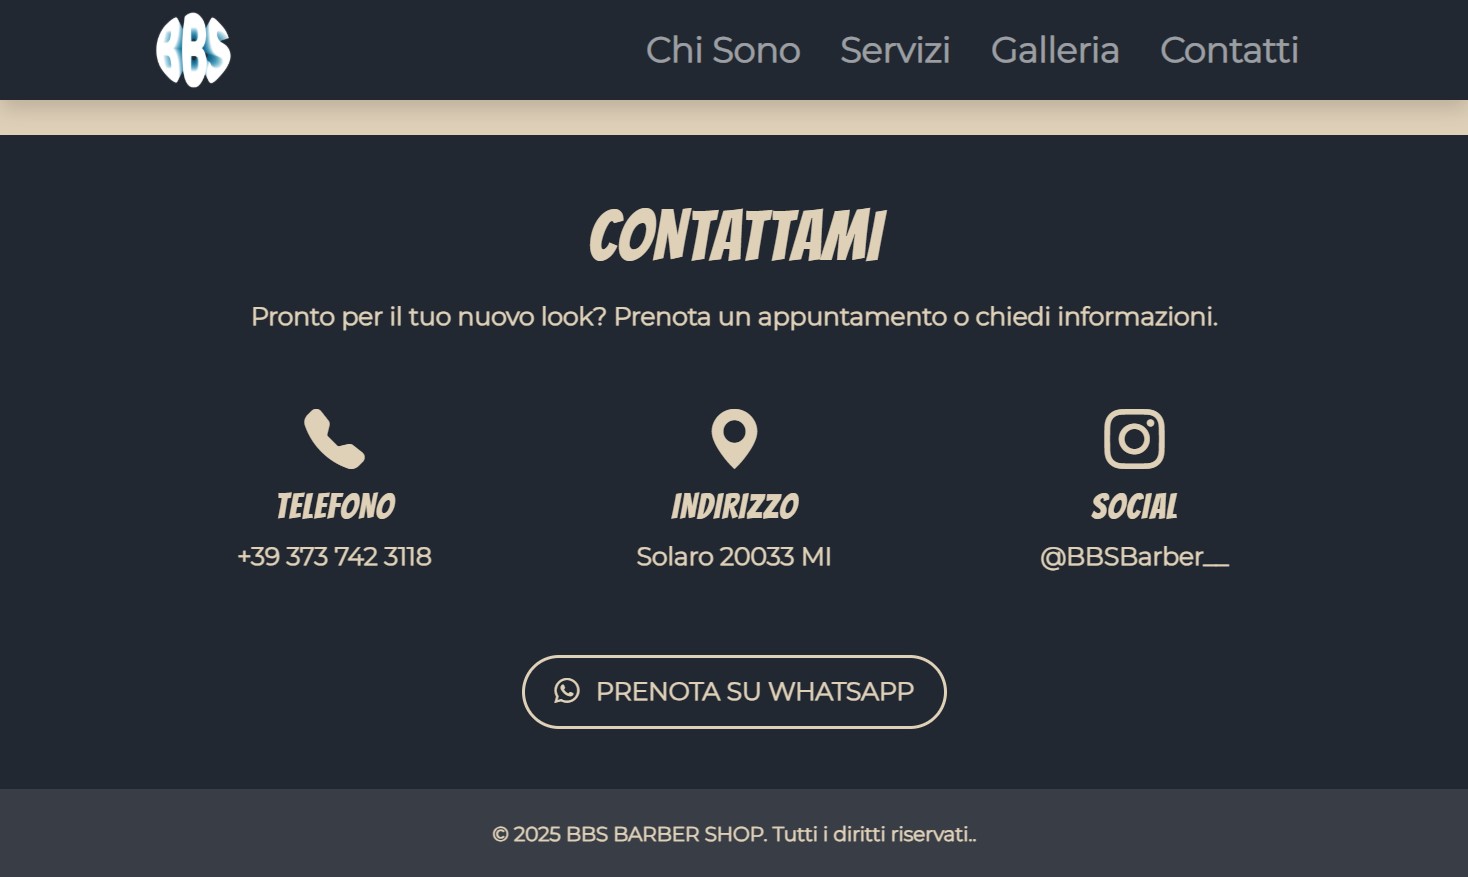 BBS
Chi Sono Servizi Galleria Contatti
CONTATTAMI
Pronto per il tuo nuovo look? Prenota un appuntamento o chiedi informazioni.
TELEFONO INDIRIZZO SOCIAL
+39 373 742 3118 Solaro 20033 MI @BBSBarber__
PRENOTA SU WHATSAPP
© 2025 BBS BARBER SHOP. Tutti i diritti riservati..